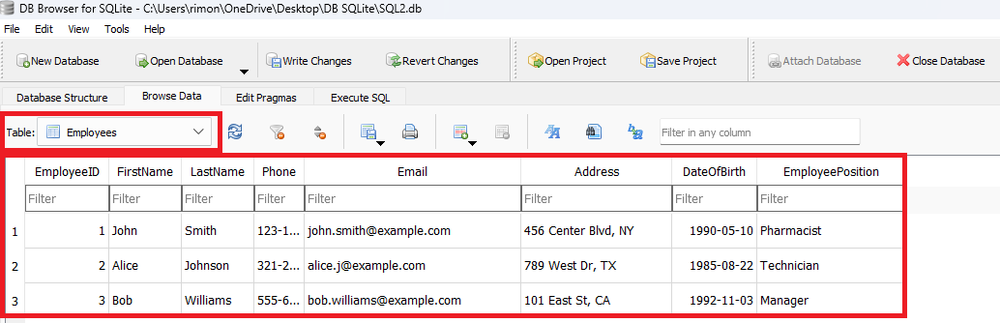 DB Browser for SQLite - C:\Users\rimon\OneDrive\Desktop\DB SQLite\SQL2.db
File Edit View Tools Help
New Database Open Database Write Changes Revert Changes Open Project Save Project Attach Database Close Database
Database Structure Browse Data Edit Pragmas Execute SQL
Table: Employees Filter in any column
EmployeeID FirstName LastName Phone Email Address DateOfBirth EmployeePosition
Filter Filter Filter Filter Filter Filter Filter Filter
1 1 John Smith 123-1... john.smith@example.com 456 Center Blvd, NY 1990-05-10 Pharmacist
2 2 Alice Johnson 321-2... alice.j@example.com 789 West Dr, TX 1985-08-22 Technician
3 3 Bob Williams 555-6... bob.williams@example.com 101 East St, CA 1992-11-03 Manager